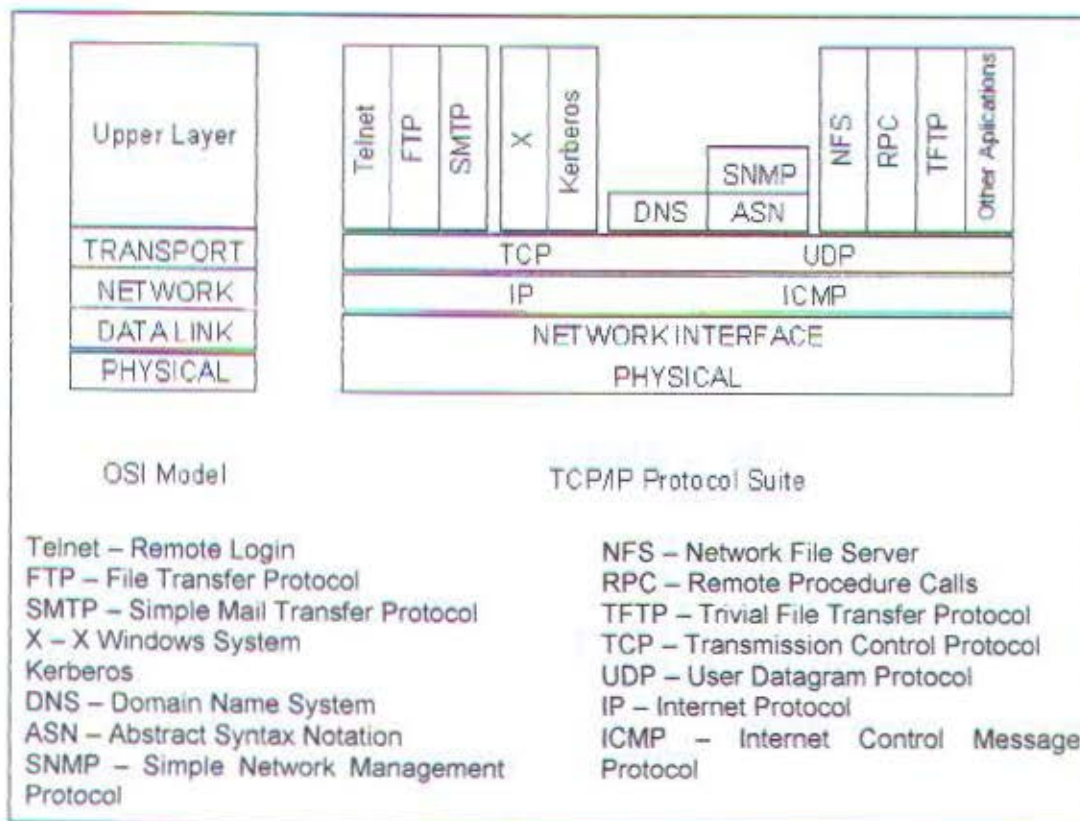 Upper Layer
TRANSPORT
NETWORK
DATA LINK
PHYSICAL
Telnet
FTP
SMTP
X
Kerberos
DNS
SNMP
ASN
NFS
RPC
TFTP
Other Aplications
TCP UDP
IP ICMP
NETWORK INTERFACE
PHYSICAL
OSI Model
TCP/IP Protocol Suite
Telnet – Remote Login
FTP – File Transfer Protocol
SMTP – Simple Mail Transfer Protocol
X – X Windows System
Kerberos
DNS – Domain Name System
ASN – Abstract Syntax Notation
SNMP – Simple Network Management
Protocol
NFS – Network File Server
RPC – Remote Procedure Calls
TFTP – Trivial File Transfer Protocol
TCP – Transmission Control Protocol
UDP – User Datagram Protocol
IP – Internet Protocol
ICMP – Internet Control Message
Protocol